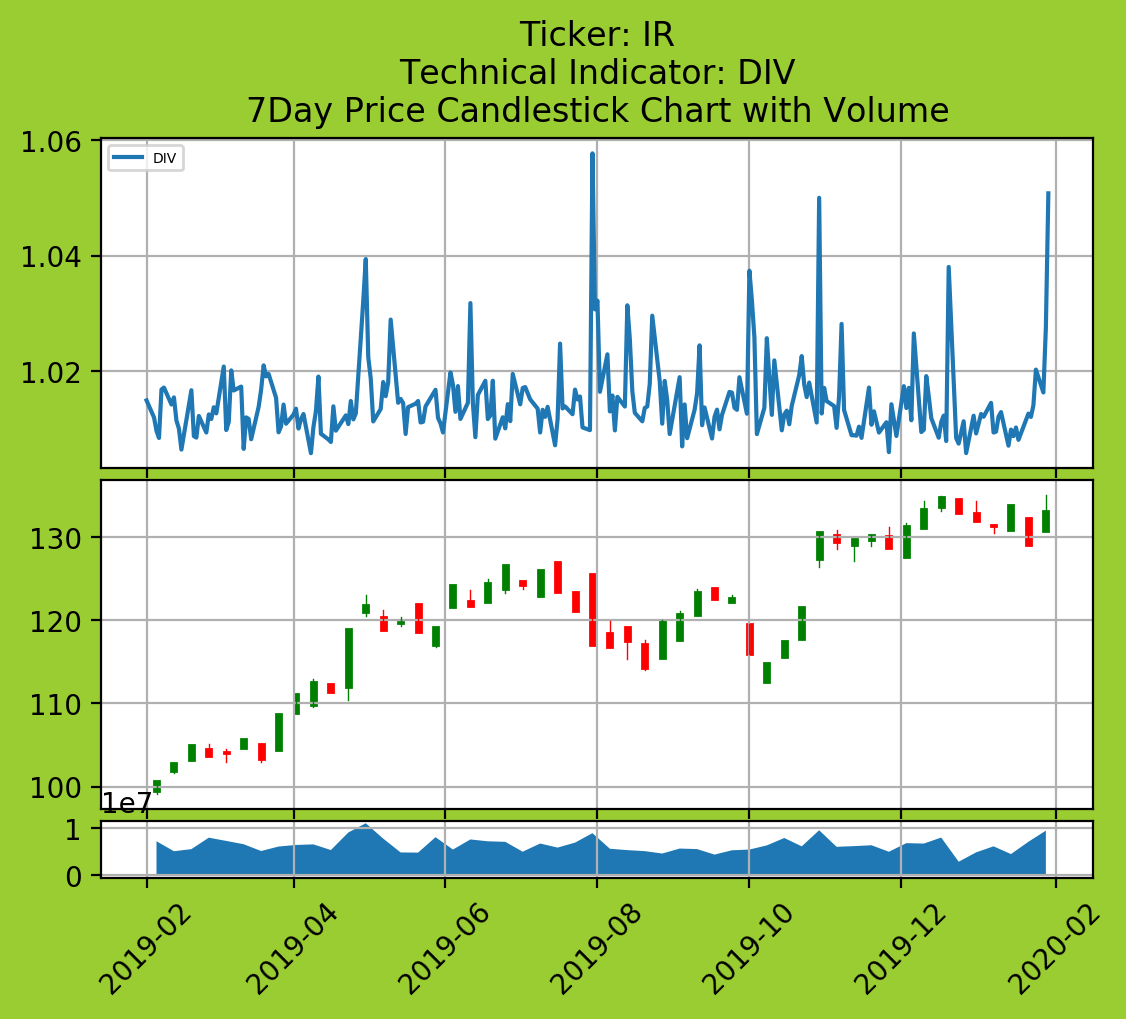 Ticker: IR
Technical Indicator: DIV
7Day Price Candlestick Chart with Volume
1.06
DIV
1.04
1.02
130
120
110
100
1e7
1
0
2019-02 2019-04 2019-06 2019-08 2019-10 2019-12 2020-02